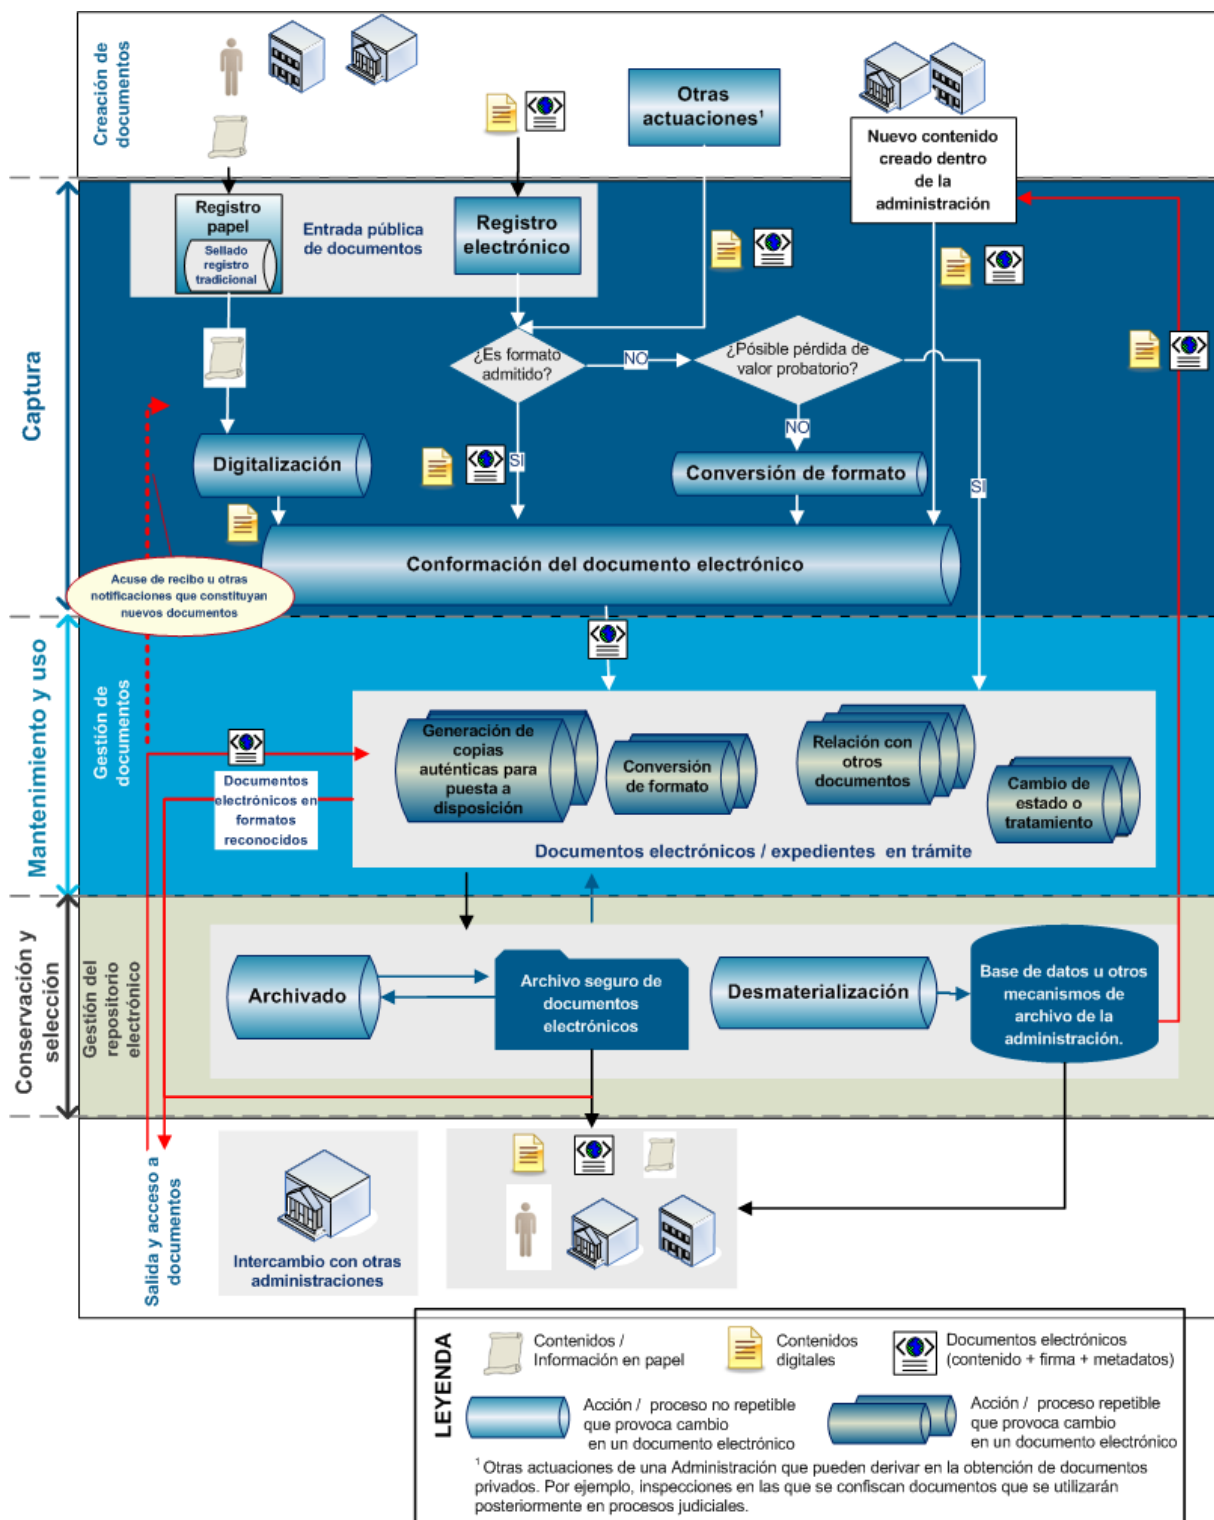 Creación de
documentos
Otras
actuaciones¹
Nuevo contenido
creado dentro
de la
administración
Captura
Registro
papel
Sellado
registro
tradicional
Entrada pública
de documentos
Registro
electrónico
¿Es formato
admitido?
NO
¿Pósible pérdida de
valor probatorio?
NO
SI
SI
Digitalización
Conversión de formato
Conformación del documento electrónico
Acuse de recibo u otras
notificaciones que constituyan
nuevos documentos
Mantenimiento y uso
Gestión de
documentos
Documentos
electrónicos en
formatos
reconocidos
Generación de
copias
auténticas para
puesta a
disposición
Conversión
de formato
Relación con
otros
documentos
Cambio de
estado o
tratamiento
Documentos electrónicos / expedientes en trámite
Conservación y
selección
Gestión del
repositorio
electrónico
Archivado
Archivo seguro de
documentos
electrónicos
Desmaterialización
Base de datos u otros
mecanismos de
archivo de la
administración.
Salida y acceso a
documentos
Intercambio con otras
administraciones
LEYENDA
Contenidos /
Información en papel
Contenidos
digitales
Documentos electrónicos
(contenido + firma + metadatos)
Acción / proceso no repetible
que provoca cambio
en un documento electrónico
Acción / proceso repetible
que provoca cambio
en un documento electrónico
¹ Otras actuaciones de una Administración que pueden derivar en la obtención de documentos
privados. Por ejemplo, inspecciones en las que se confiscan documentos que se utilizarán
posteriormente en procesos judiciales.